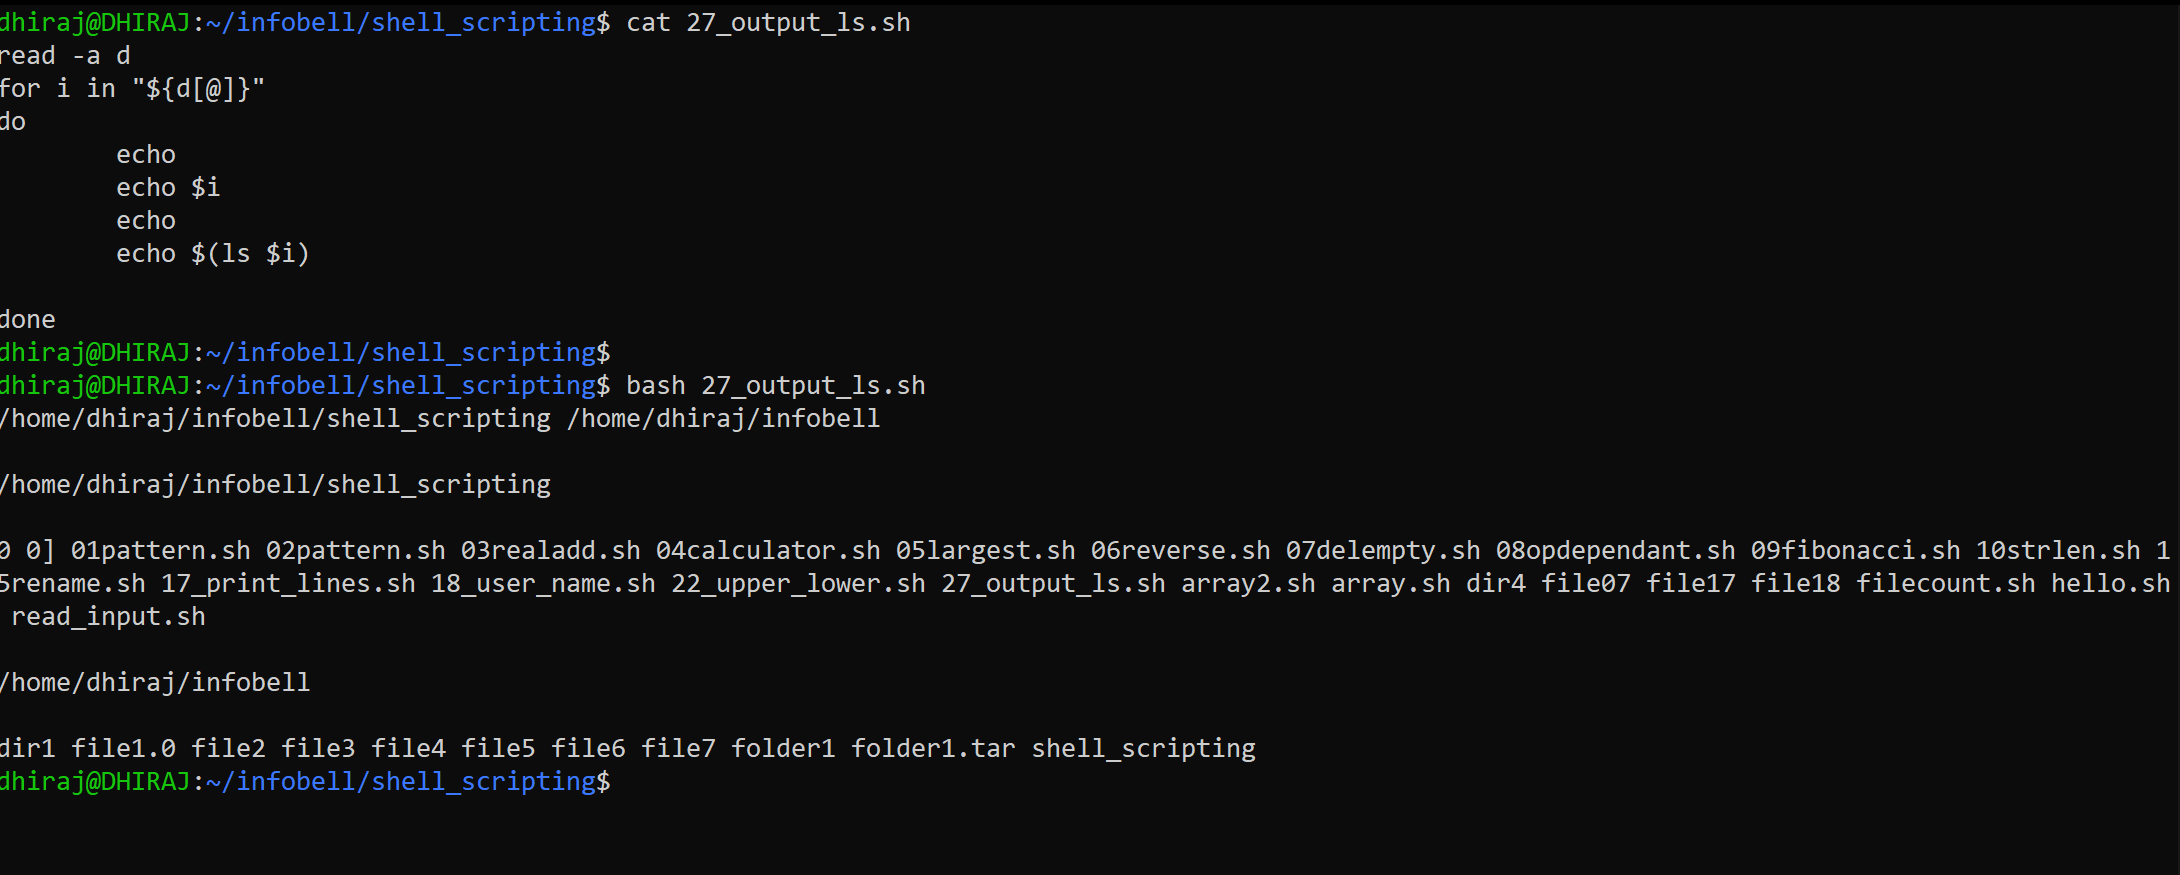 dhiraj@DHIRAJ:~/infobell/shell_scripting$ cat 27_output_ls.sh
read -a d
for i in "${d[@]}"
do
        echo
        echo $i
        echo
        echo $(ls $i)

done
dhiraj@DHIRAJ:~/infobell/shell_scripting$
dhiraj@DHIRAJ:~/infobell/shell_scripting$ bash 27_output_ls.sh
/home/dhiraj/infobell/shell_scripting /home/dhiraj/infobell

/home/dhiraj/infobell/shell_scripting

0 0] 01pattern.sh 02pattern.sh 03realadd.sh 04calculator.sh 05largest.sh 06reverse.sh 07delempty.sh 08opdependant.sh 09fibonacci.sh 10strlen.sh 1
5rename.sh 17_print_lines.sh 18_user_name.sh 22_upper_lower.sh 27_output_ls.sh array2.sh array.sh dir4 file07 file17 file18 filecount.sh hello.sh
 read_input.sh

/home/dhiraj/infobell

dir1 file1.0 file2 file3 file4 file5 file6 file7 folder1 folder1.tar shell_scripting
dhiraj@DHIRAJ:~/infobell/shell_scripting$